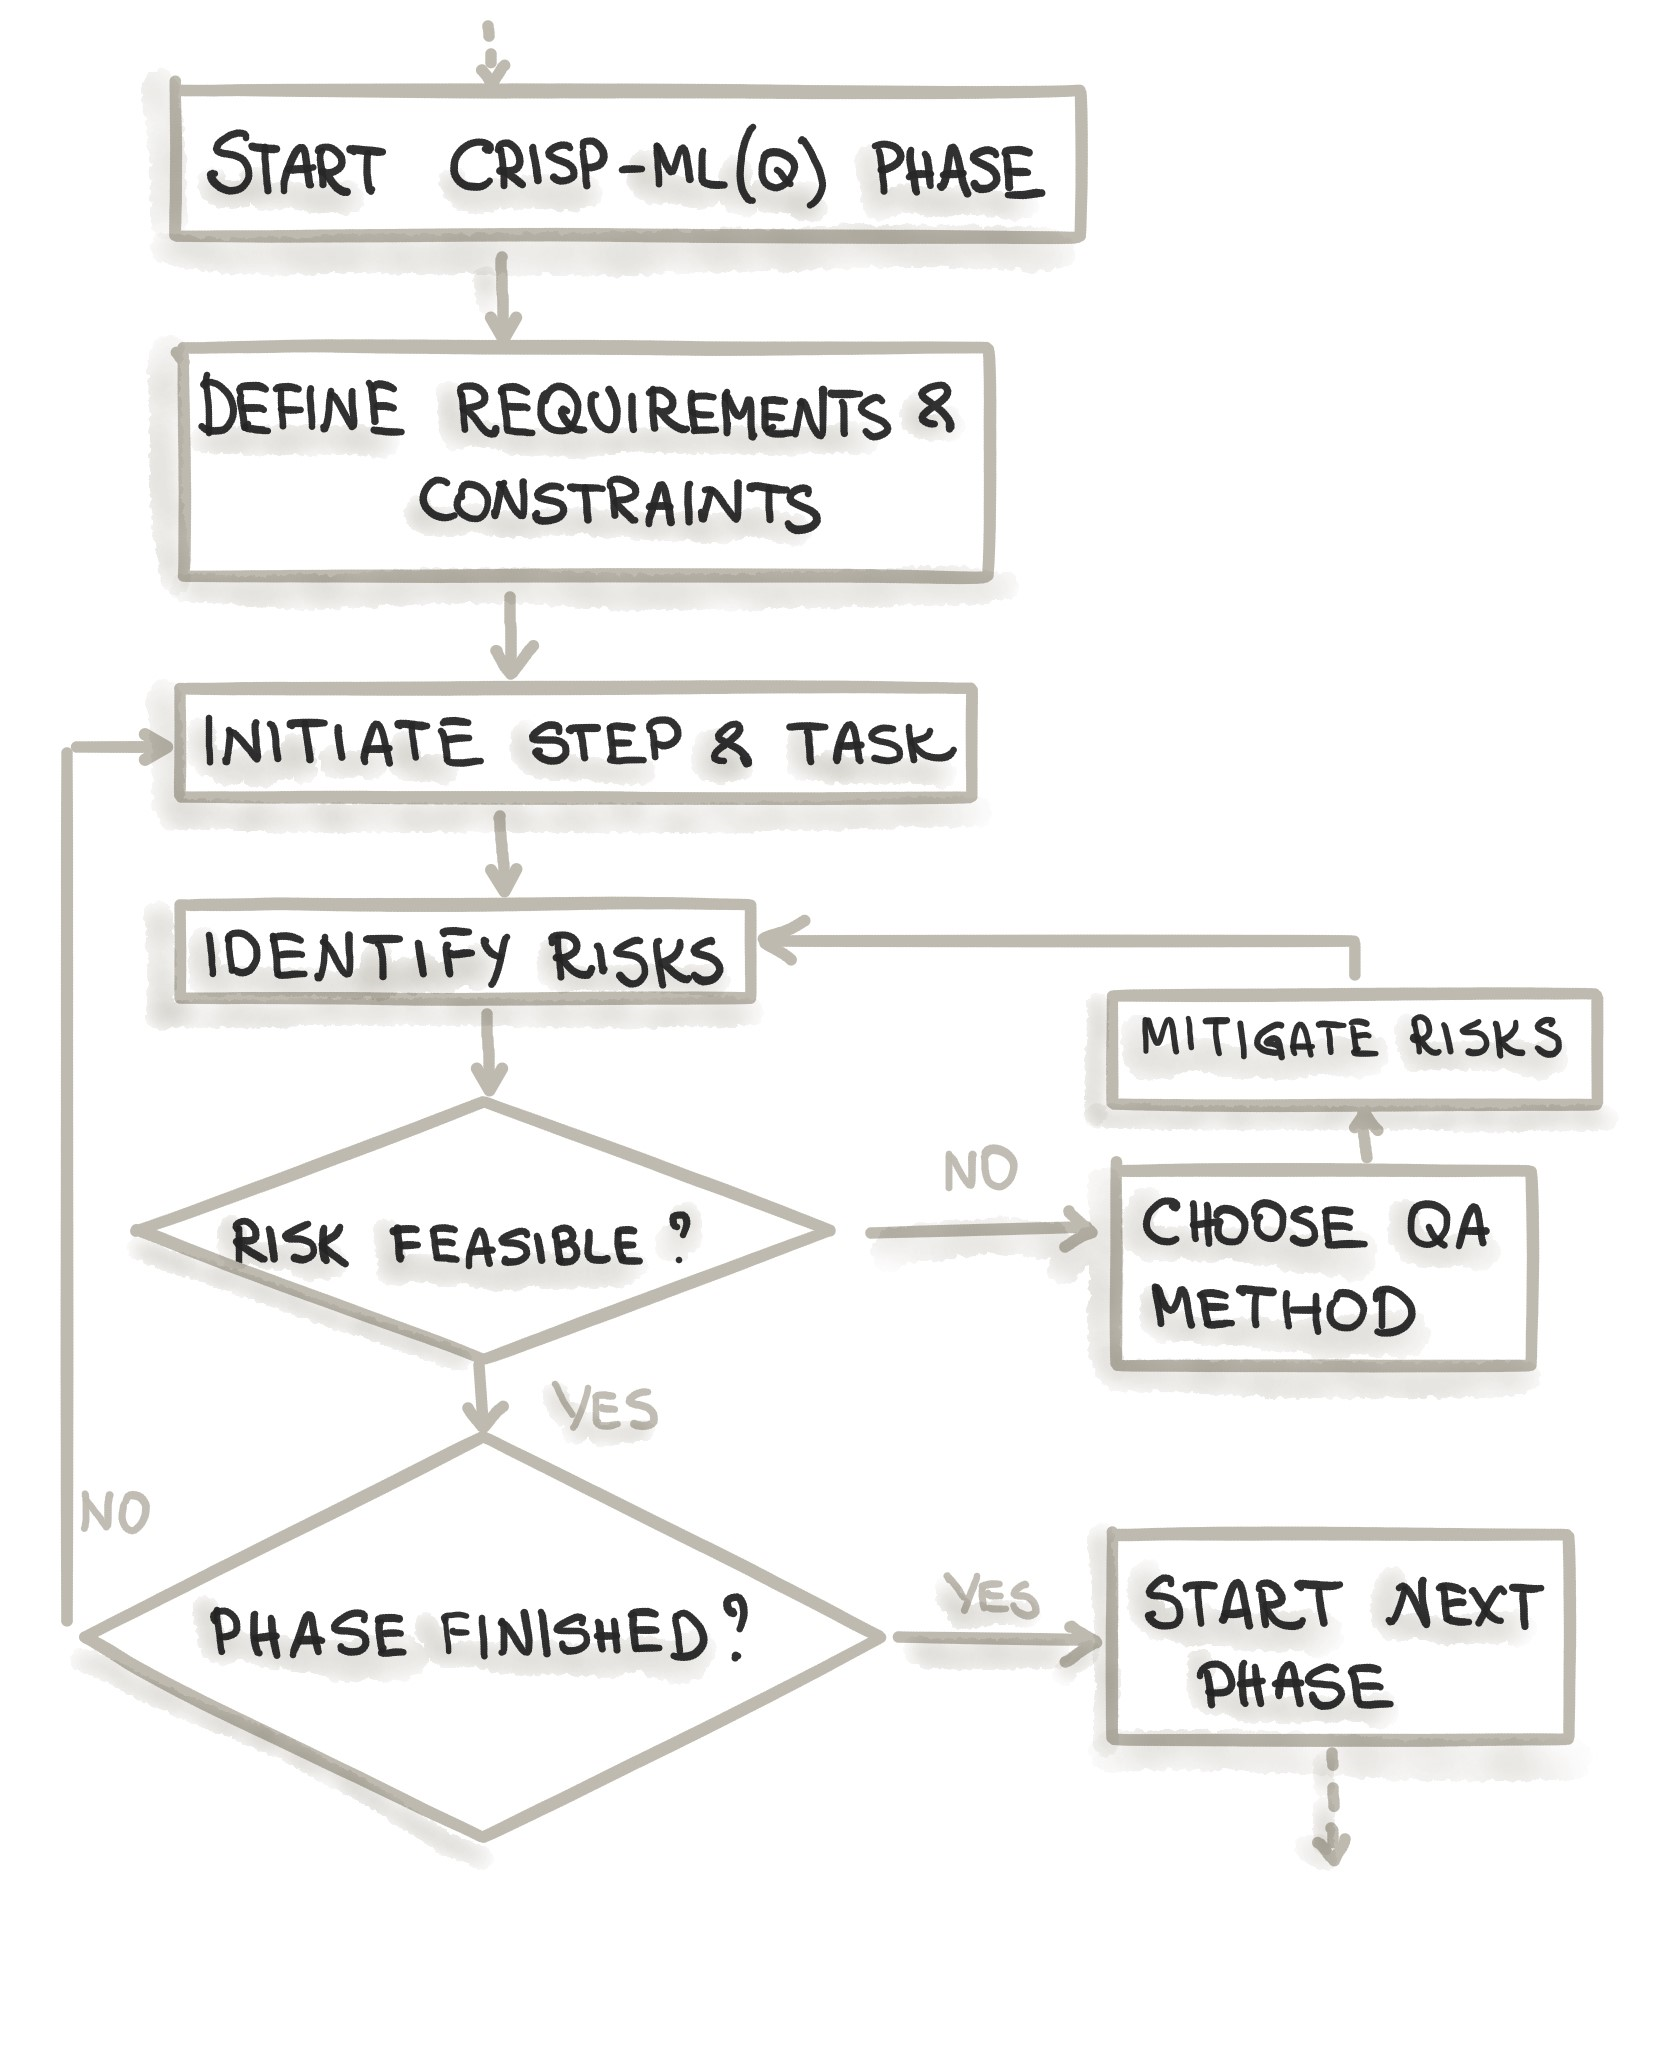 START CRISP-ML(Q) PHASE
DEFINE REQUIREMENTS &
CONSTRAINTS
INITIATE STEP & TASK
IDENTIFY RISKS
MITIGATE RISKS
NO
CHOOSE QA
METHOD
RISK FEASIBLE?
YES
NO
PHASE FINISHED?
YES
START NEXT
PHASE